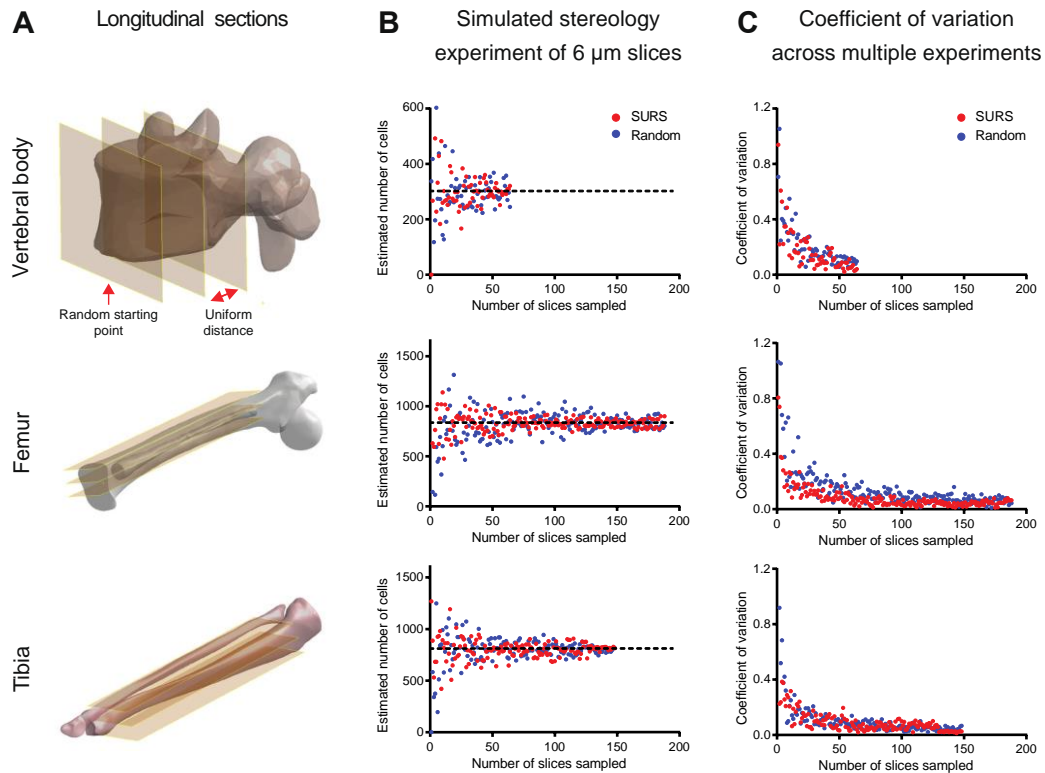 A
Longitudinal sections
B
Simulated stereology
experiment of 6 µm slices
C
Coefficient of variation
across multiple experiments
Vertebral body
Random starting
point
Uniform
distance
Estimated number of cells
600
400
200
0
0 50 100 150 200
Number of slices sampled
SURS
Random
Coefficient of variation
1.2
0.8
0.4
0.0
0 50 100 150 200
Number of slices sampled
SURS
Random
Femur
Estimated number of cells
1500
1000
500
0
0 50 100 150 200
Number of slices sampled
Coefficient of variation
1.2
0.8
0.4
0.0
0 50 100 150 200
Number of slices sampled
Tibia
Estimated number of cells
1500
1000
500
0
0 50 100 150 200
Number of slices sampled
Coefficient of variation
1.2
0.8
0.4
0.0
0 50 100 150 200
Number of slices sampled